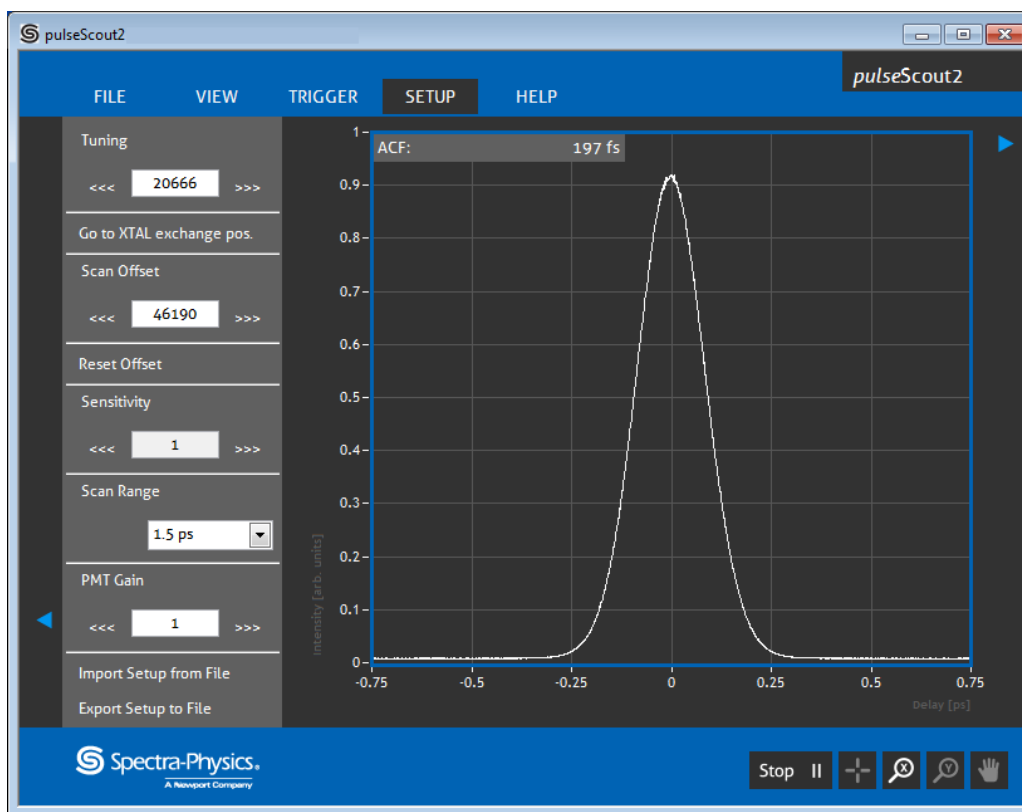 pulseScout2
pulseScout2
FILE VIEW TRIGGER SETUP HELP
Tuning
<<< 20666 >>>
Go to XTAL exchange pos.
Scan Offset
<<< 46190 >>>
Reset Offset
Sensitivity
<<< 1 >>>
Scan Range
1.5 ps
PMT Gain
<<< 1 >>>
Import Setup from File
Export Setup to File
ACF: 197 fs
1
0.9
0.8
0.7
0.6
0.5
0.4
0.3
0.2
0.1
0
Intensity [arb. units]
-0.75 -0.5 -0.25 0 0.25 0.5 0.75
Delay [ps]
Spectra-Physics.
A Newport Company
Stop II
X
Y